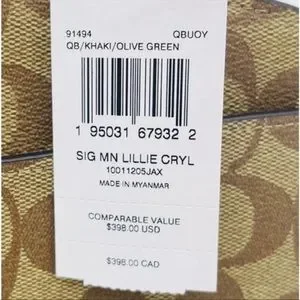 91494 QBUOY
QB/KHAKI/OLIVE GREEN
1 95031 67932 2
SIG MN LILLIE CRYL
10011205JAX
MADE IN MYANMAR
COMPARABLE VALUE
$398.00 USD
$398.00 CAD